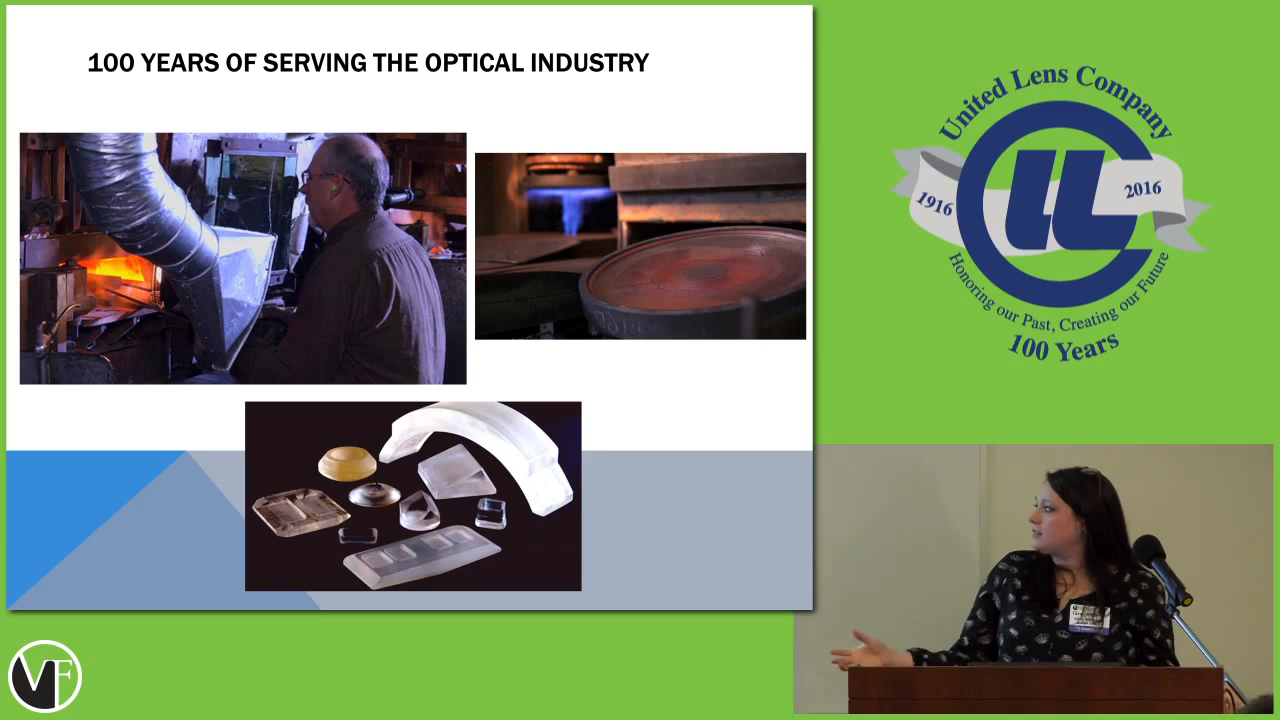 100 YEARS OF SERVING THE OPTICAL INDUSTRY
United Lens Company
1916
2016
Honoring our Past, Creating our Future
100 Years
VF